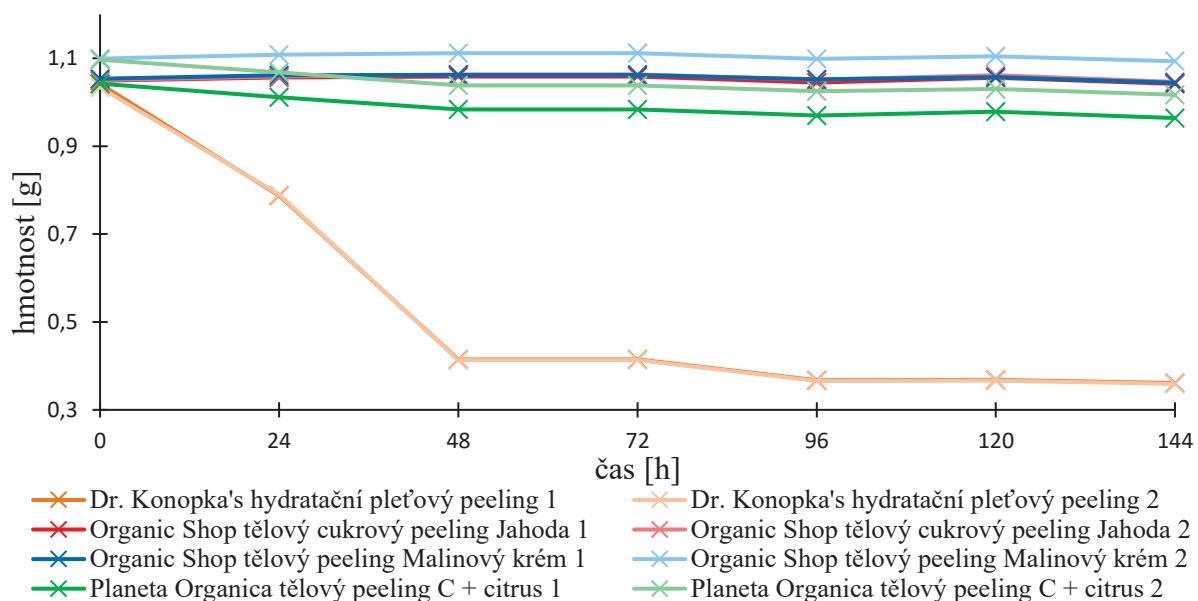 1,1
0,9
0,7
0,5
0,3
hmotnost [g]
0 24 48 72 96 120 144
čas [h]
Dr. Konopka's hydratační pleťový peeling 1 Dr. Konopka's hydratační pleťový peeling 2
Organic Shop tělový cukrový peeling Jahoda 1 Organic Shop tělový cukrový peeling Jahoda 2
Organic Shop tělový peeling Malinový krém 1 Organic Shop tělový peeling Malinový krém 2
Planeta Organica tělový peeling C + citrus 1 Planeta Organica tělový peeling C + citrus 2